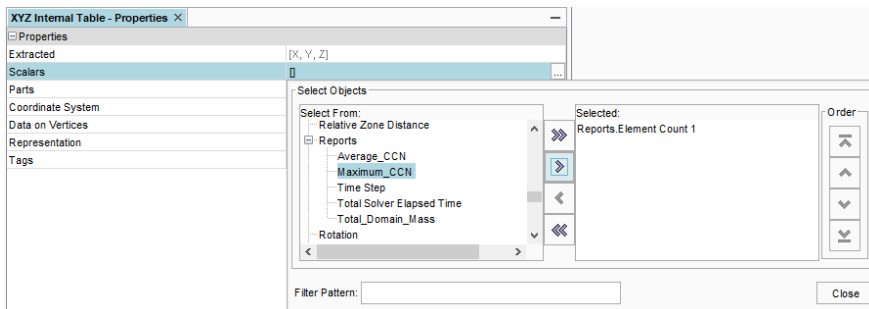 XYZ Internal Table - Properties
Properties
Extracted [X, Y, Z]
Scalars [] ...
Parts
Coordinate System
Data on Vertices
Representation
Tags
Select Objects
Select From:
Relative Zone Distance
Reports
Average_CCN
Maximum_CCN
Time Step
Total Solver Elapsed Time
Total_Domain_Mass
Rotation
Selected:
Reports.Element Count 1
Order
Filter Pattern:
Close